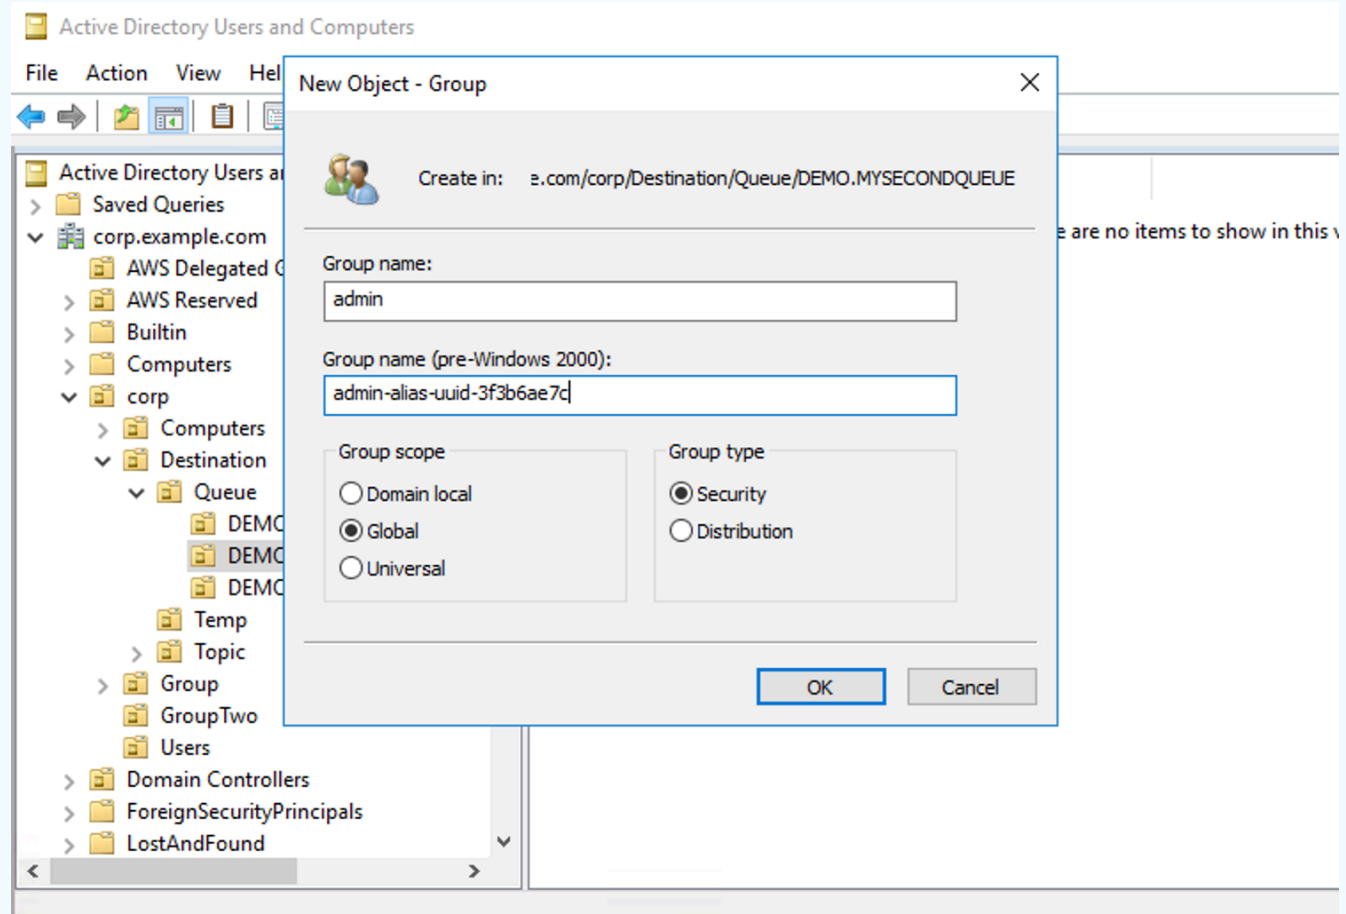 Active Directory Users and Computers
File Action View Hel
New Object - Group
Create in: e.com/corp/Destination/Queue/DEMO.MYSECONDQUEUE
Group name:
admin
Group name (pre-Windows 2000):
admin-alias-uuid-3f3b6ae7c
Group scope
Domain local
Global
Universal
Group type
Security
Distribution
OK Cancel
Active Directory Users a
Saved Queries
corp.example.com
AWS Delegated G
AWS Reserved
Builtin
Computers
corp
Computers
Destination
Queue
DEMO
DEMO
DEMO
Temp
Topic
Group
GroupTwo
Users
Domain Controllers
ForeignSecurityPrincipals
LostAndFound
e are no items to show in this v